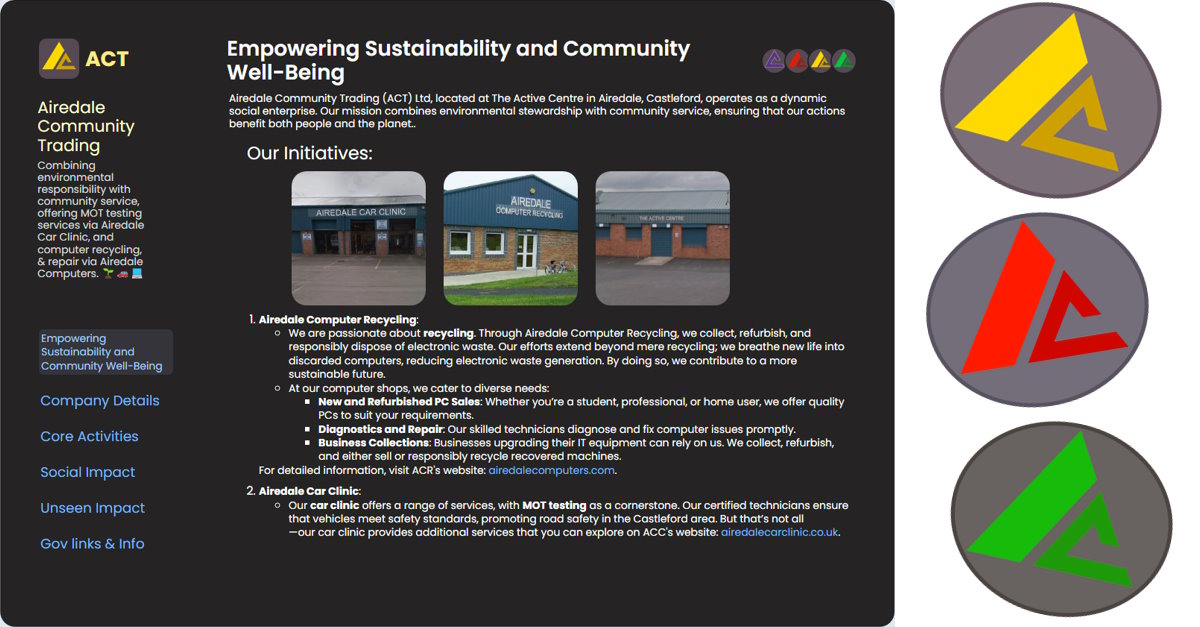 ACT
Airedale
Community
Trading
Combining
environmental
responsibility with
community service,
offering MOT testing
services via Airedale
Car Clinic, and
computer recycling,
& repair via Airedale
Computers. 🌱 🚗 💻
Empowering
Sustainability and
Community Well-Being
Company Details
Core Activities
Social Impact
Unseen Impact
Gov links & Info
Empowering Sustainability and Community
Well-Being
Airedale Community Trading (ACT) Ltd, located at The Active Centre in Airedale, Castleford, operates as a dynamic
social enterprise. Our mission combines environmental stewardship with community service, ensuring that our actions
benefit both people and the planet..
Our Initiatives:
AIREDALE CAR CLINIC
AIREDALE
COMPUTER RECYCLING
THE ACTIVE CENTRE
1. Airedale Computer Recycling:
○ We are passionate about recycling. Through Airedale Computer Recycling, we collect, refurbish, and
responsibly dispose of electronic waste. Our efforts extend beyond mere recycling; we breathe new life into
discarded computers, reducing electronic waste generation. By doing so, we contribute to a more
sustainable future.
○ At our computer shops, we cater to diverse needs:
▪ New and Refurbished PC Sales: Whether you’re a student, professional, or home user, we offer quality
PCs to suit your requirements.
▪ Diagnostics and Repair: Our skilled technicians diagnose and fix computer issues promptly.
▪ Business Collections: Businesses upgrading their IT equipment can rely on us. We collect, refurbish,
and either sell or responsibly recycle recovered machines.
For detailed information, visit ACR's website: airedalecomputers.com.
2. Airedale Car Clinic:
○ Our car clinic offers a range of services, with MOT testing as a cornerstone. Our certified technicians ensure
that vehicles meet safety standards, promoting road safety in the Castleford area. But that’s not all
—our car clinic provides additional services that you can explore on ACC's website: airedalecarclinic.co.uk.